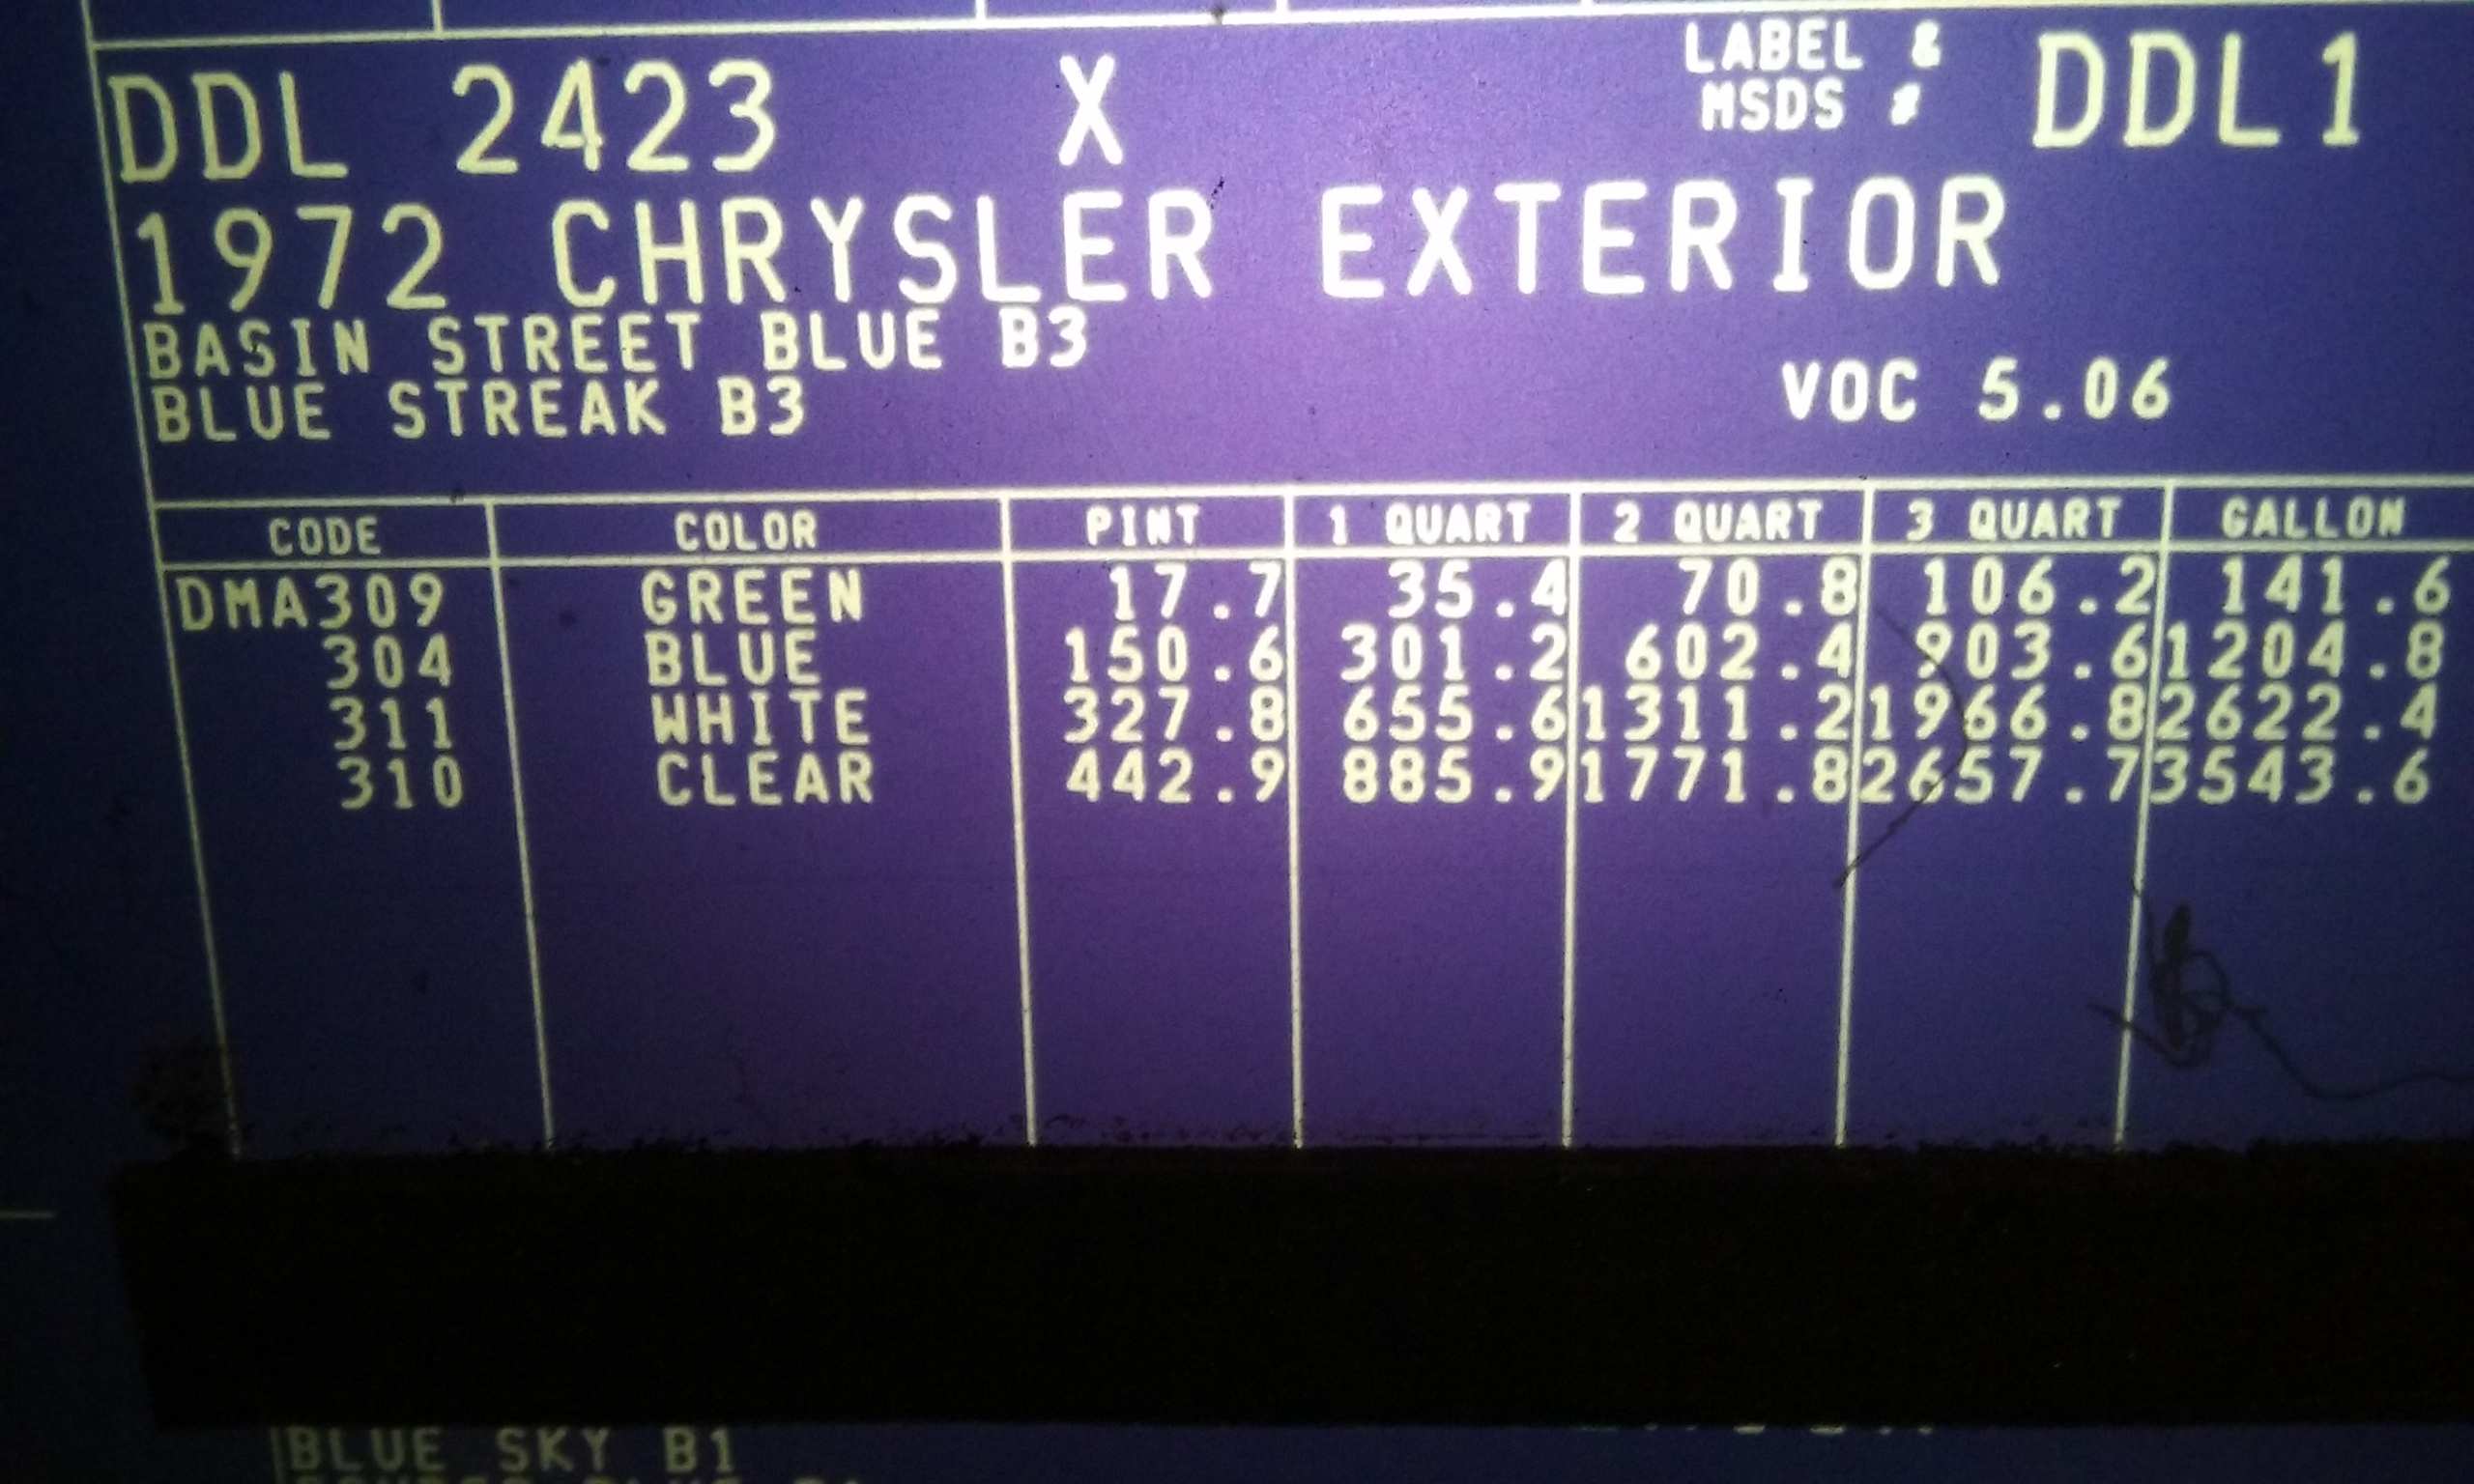 DDL 2423 X LABEL & MSDS # DDL1
1972 CHRYSLER EXTERIOR
BASIN STREET BLUE B3
BLUE STREAK B3 VOC 5.06
CODE COLOR PINT 1 QUART 2 QUART 3 QUART GALLON
DMA309 GREEN 17.7 35.4 70.8 106.2 141.6
304 BLUE 150.6 301.2 602.4 903.6 1204.8
311 WHITE 327.8 655.6 1311.2 1966.8 2622.4
310 CLEAR 442.9 885.9 1771.8 2657.7 3543.6
BLUE SKY B1